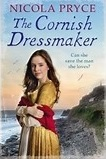 NICOLA PRYCE
The Cornish
Dressmaker
Can she
save the man
she loves?